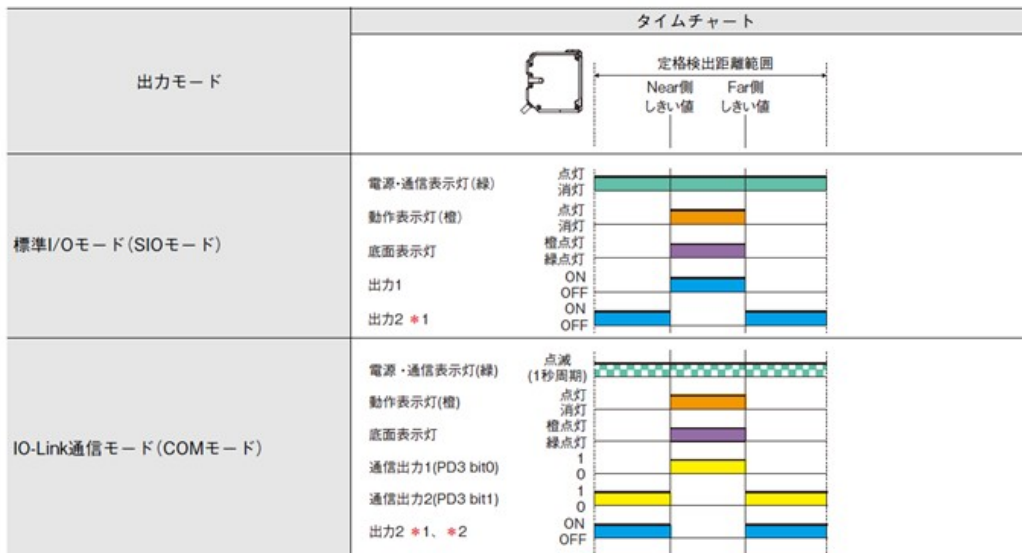 タイムチャート
出力モード
定格検出距離範囲
Near側 Far側
しきい値 しきい値
標準I/Oモード(SIOモード)
電源・通信表示灯(緑) 点灯
消灯
動作表示灯(橙) 点灯
消灯
底面表示灯 橙点灯
緑点灯
出力1 ON
OFF
出力2 *1 ON
OFF
IO-Link通信モード(COMモード)
電源・通信表示灯(緑) 点滅
(1秒周期)
動作表示灯(橙) 点灯
消灯
底面表示灯 橙点灯
緑点灯
通信出力1(PD3 bit0) 1
0
通信出力2(PD3 bit1) 1
0
出力2 *1、*2 ON
OFF